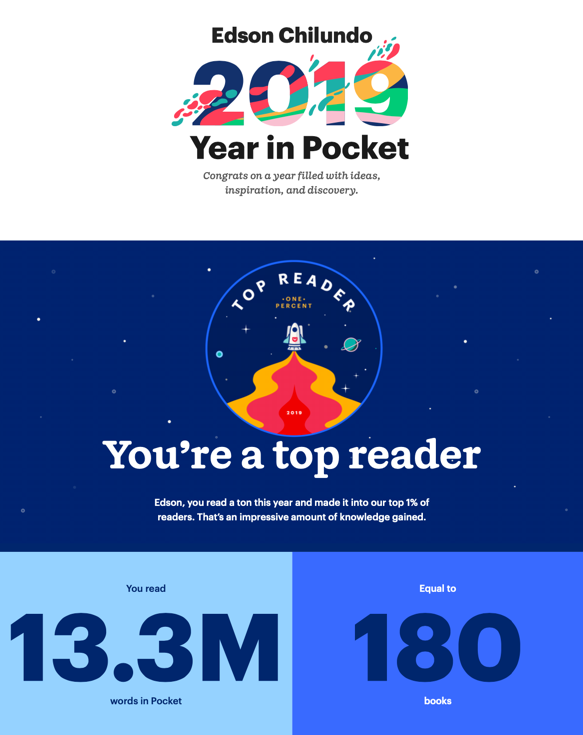 Edson Chilundo
2019
Year in Pocket
Congrats on a year filled with ideas,
inspiration, and discovery.
TOP READER
•ONE•
PERCENT
2019
You're a top reader
Edson, you read a ton this year and made it into our top 1% of
readers. That's an impressive amount of knowledge gained.
You read
13.3M
words in Pocket
Equal to
180
books